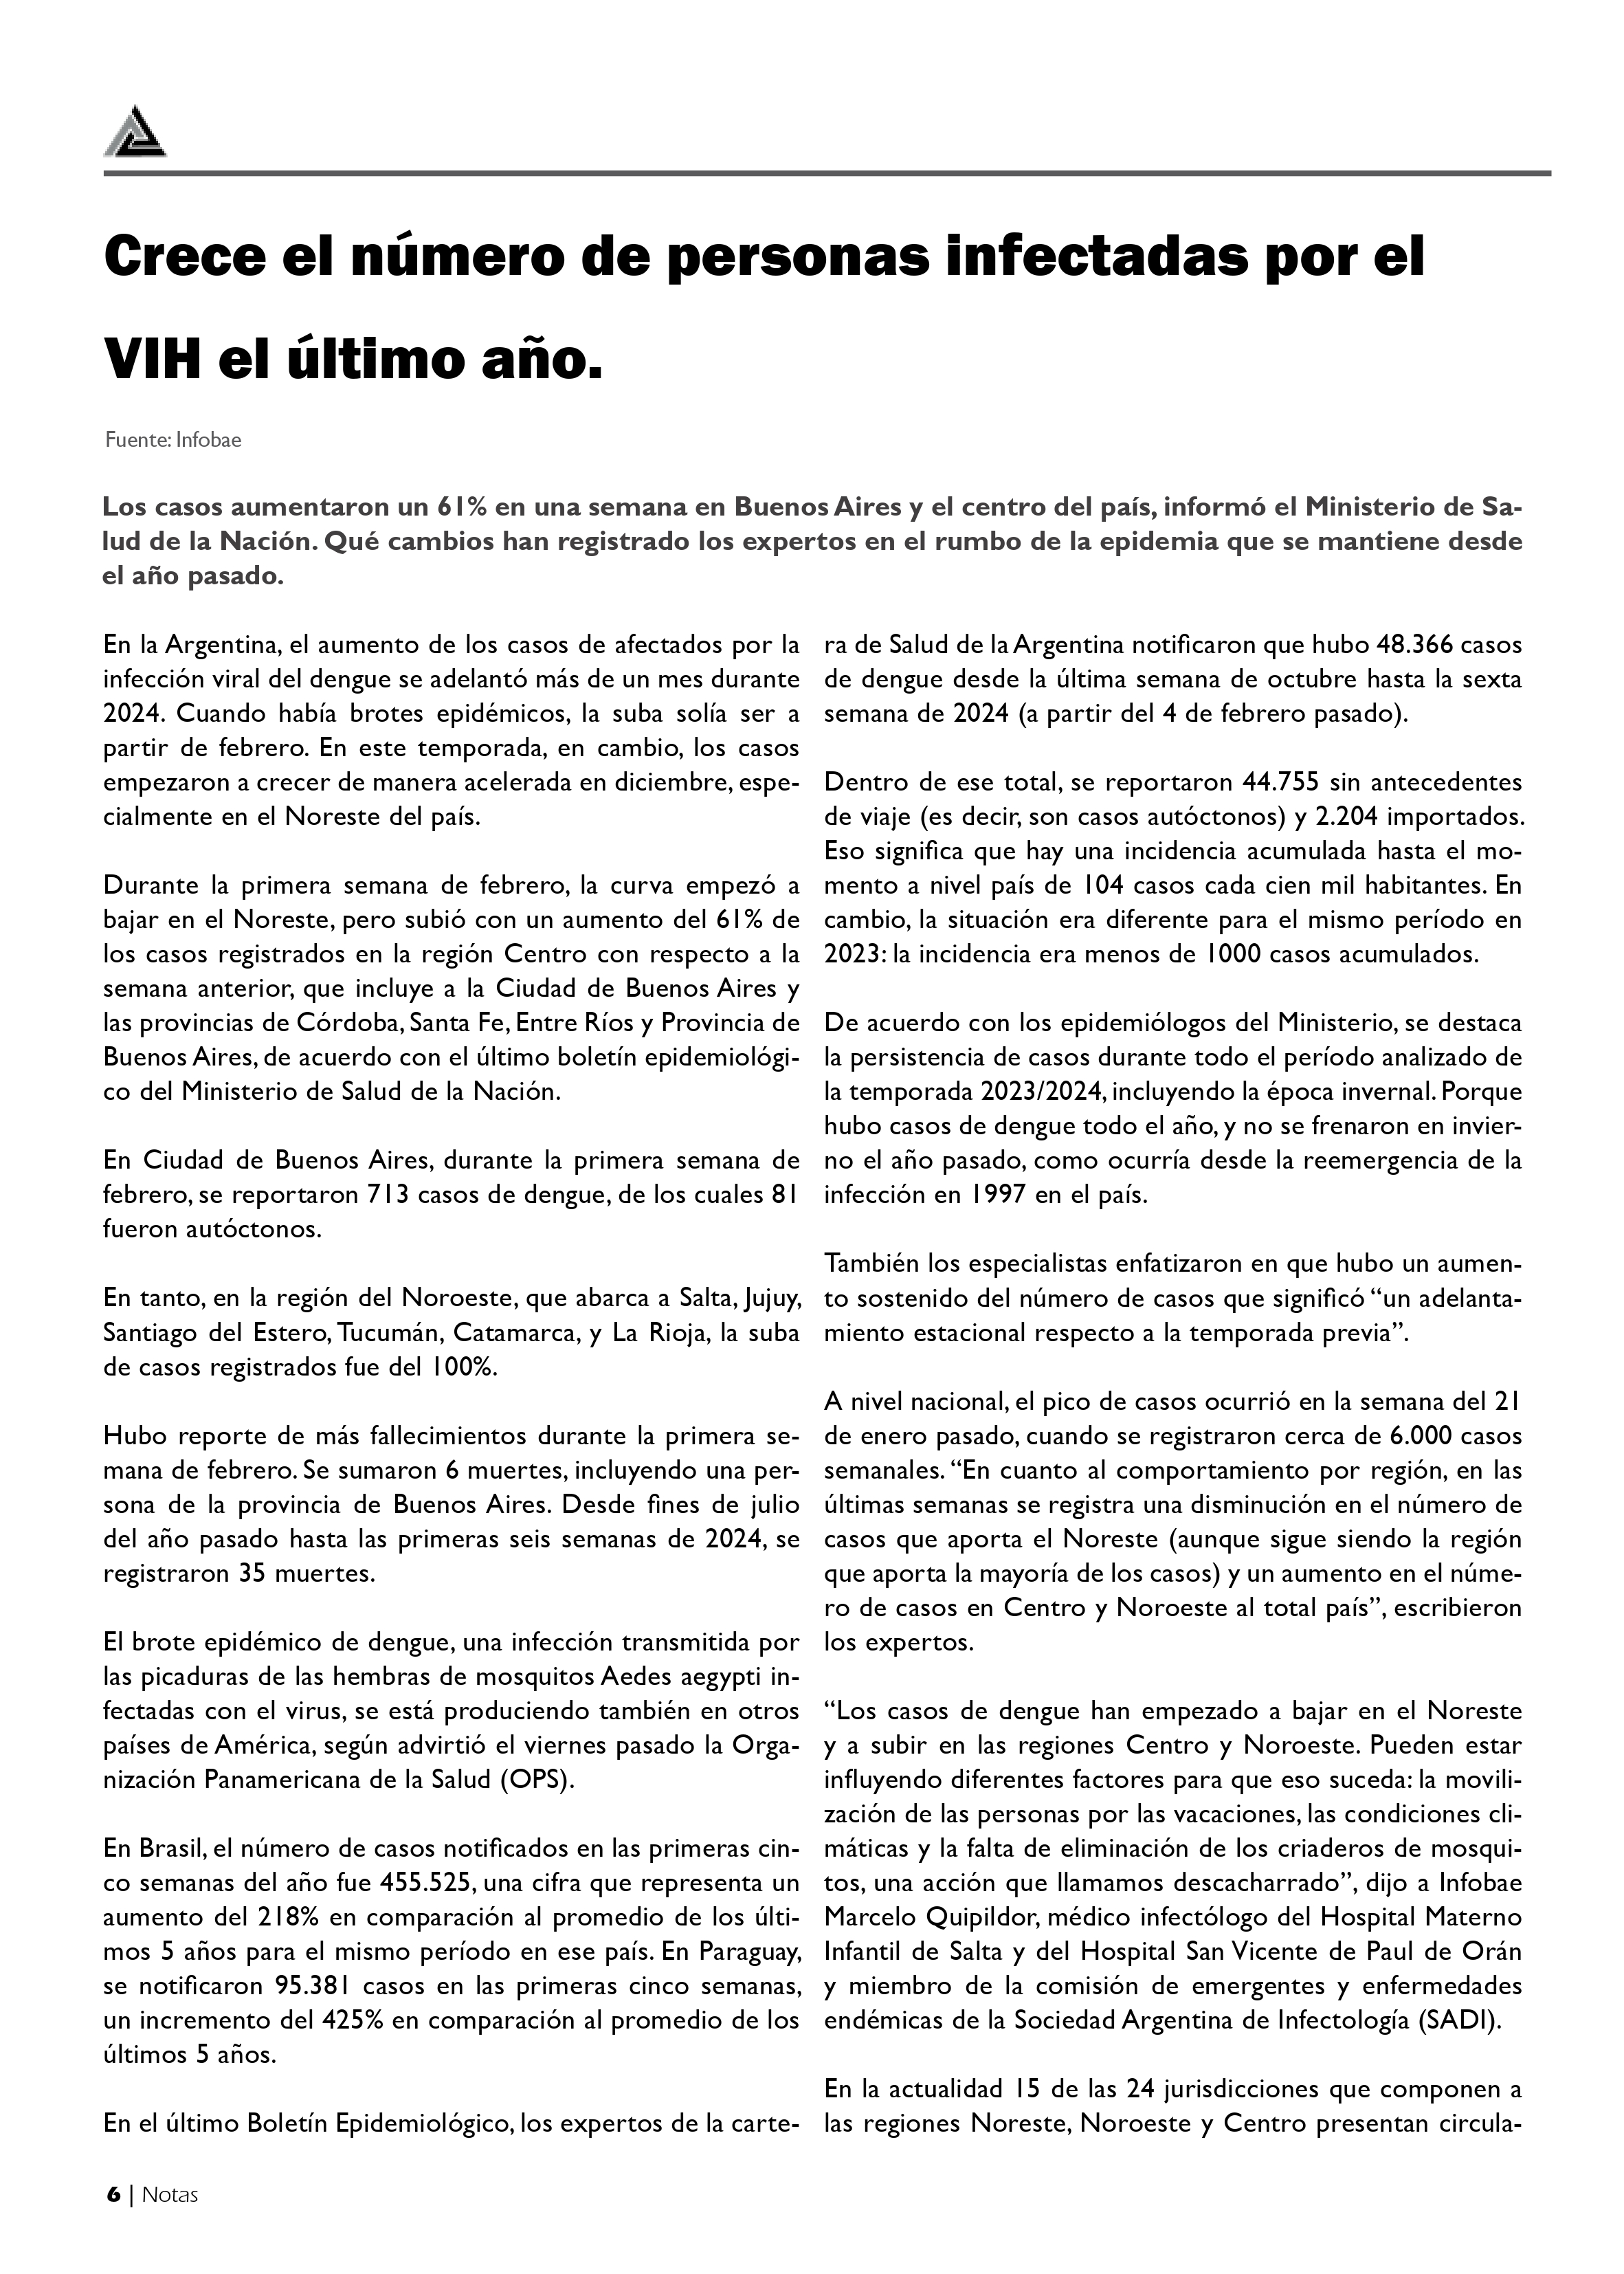 Crece el número de personas infectadas por el
VIH el último año.
Fuente: Infobae
Los casos aumentaron un 61% en una semana en Buenos Aires y el centro del país, informó el Ministerio de Sa-
lud de la Nación. Qué cambios han registrado los expertos en el rumbo de la epidemia que se mantiene desde
el año pasado.
En la Argentina, el aumento de los casos de afectados por la
infección viral del dengue se adelantó más de un mes durante
2024. Cuando había brotes epidémicos, la suba solía ser a
partir de febrero. En este temporada, en cambio, los casos
empezaron a crecer de manera acelerada en diciembre, espe-
cialmente en el Noreste del país.
Durante la primera semana de febrero, la curva empezó a
bajar en el Noreste, pero subió con un aumento del 61% de
los casos registrados en la región Centro con respecto a la
semana anterior, que incluye a la Ciudad de Buenos Aires y
las provincias de Córdoba, Santa Fe, Entre Ríos y Provincia de
Buenos Aires, de acuerdo con el último boletín epidemiológi-
co del Ministerio de Salud de la Nación.
En Ciudad de Buenos Aires, durante la primera semana de
febrero, se reportaron 713 casos de dengue, de los cuales 81
fueron autóctonos.
En tanto, en la región del Noroeste, que abarca a Salta, Jujuy,
Santiago del Estero, Tucumán, Catamarca, y La Rioja, la suba
de casos registrados fue del 100%.
Hubo reporte de más fallecimientos durante la primera se-
mana de febrero. Se sumaron 6 muertes, incluyendo una per-
sona de la provincia de Buenos Aires. Desde fines de julio
del año pasado hasta las primeras seis semanas de 2024, se
registraron 35 muertes.
El brote epidémico de dengue, una infección transmitida por
las picaduras de las hembras de mosquitos Aedes aegypti in-
fectadas con el virus, se está produciendo también en otros
países de América, según advirtió el viernes pasado la Orga-
nización Panamericana de la Salud (OPS).
En Brasil, el número de casos notificados en las primeras cin-
co semanas del año fue 455.525, una cifra que representa un
aumento del 218% en comparación al promedio de los últi-
mos 5 años para el mismo período en ese país. En Paraguay,
se notificaron 95.381 casos en las primeras cinco semanas,
un incremento del 425% en comparación al promedio de los
últimos 5 años.
En el último Boletín Epidemiológico, los expertos de la carte-
ra de Salud de la Argentina notificaron que hubo 48.366 casos
de dengue desde la última semana de octubre hasta la sexta
semana de 2024 (a partir del 4 de febrero pasado).
Dentro de ese total, se reportaron 44.755 sin antecedentes
de viaje (es decir, son casos autóctonos) y 2.204 importados.
Eso significa que hay una incidencia acumulada hasta el mo-
mento a nivel país de 104 casos cada cien mil habitantes. En
cambio, la situación era diferente para el mismo período en
2023: la incidencia era menos de 1000 casos acumulados.
De acuerdo con los epidemiólogos del Ministerio, se destaca
la persistencia de casos durante todo el período analizado de
la temporada 2023/2024, incluyendo la época invernal. Porque
hubo casos de dengue todo el año, y no se frenaron en invier-
no el año pasado, como ocurría desde la reemergencia de la
infección en 1997 en el país.
También los especialistas enfatizaron en que hubo un aumen-
to sostenido del número de casos que significó “un adelanta-
miento estacional respecto a la temporada previa”.
A nivel nacional, el pico de casos ocurrió en la semana del 21
de enero pasado, cuando se registraron cerca de 6.000 casos
semanales. “En cuanto al comportamiento por región, en las
últimas semanas se registra una disminución en el número de
casos que aporta el Noreste (aunque sigue siendo la región
que aporta la mayoría de los casos) y un aumento en el núme-
ro de casos en Centro y Noroeste al total país”, escribieron
los expertos.
“Los casos de dengue han empezado a bajar en el Noreste
y a subir en las regiones Centro y Noroeste. Pueden estar
influyendo diferentes factores para que eso suceda: la movili-
zación de las personas por las vacaciones, las condiciones cli-
máticas y la falta de eliminación de los criaderos de mosqui-
tos, una acción que llamamos descacharrado”, dijo a Infobae
Marcelo Quipildor, médico infectólogo del Hospital Materno
Infantil de Salta y del Hospital San Vicente de Paul de Orán
y miembro de la comisión de emergentes y enfermedades
endémicas de la Sociedad Argentina de Infectología (SADI).
En la actualidad 15 de las 24 jurisdicciones que componen a
las regiones Noreste, Noroeste y Centro presentan circula-
6 | Notas